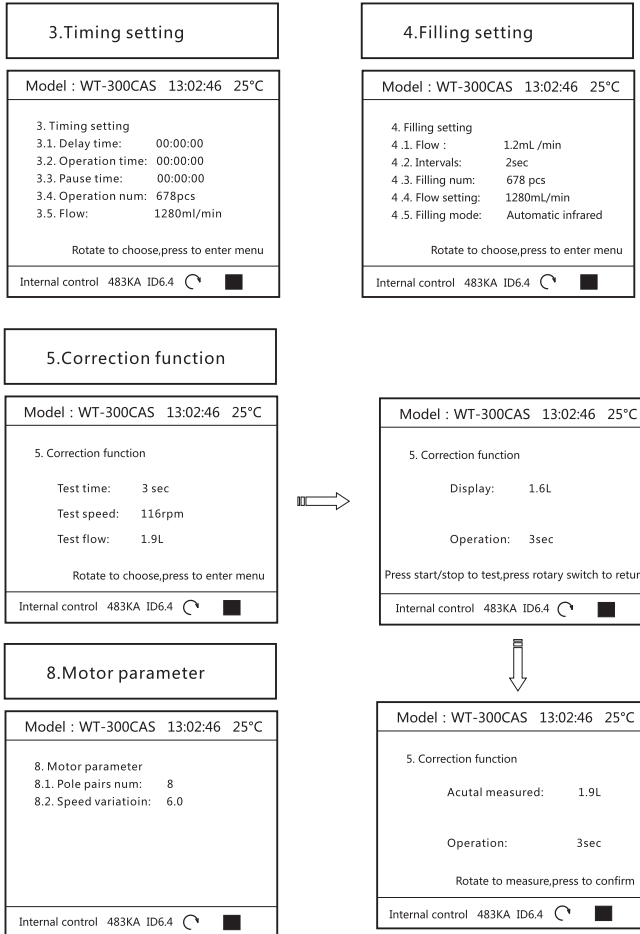 3.Timing setting
Model : WT-300CAS 13:02:46 25°C
3. Timing setting
3.1. Delay time: 00:00:00
3.2. Operation time: 00:00:00
3.3. Pause time: 00:00:00
3.4. Operation num: 678pcs
3.5. Flow: 1280ml/min
Rotate to choose,press to enter menu
Internal control 483KA ID6.4
4.Filling setting
Model : WT-300CAS 13:02:46 25°C
4. Filling setting
4 .1. Flow : 1.2mL /min
4 .2. Intervals: 2sec
4 .3. Filling num: 678 pcs
4 .4. Flow setting: 1280mL/min
4 .5. Filling mode: Automatic infrared
Rotate to choose,press to enter menu
Internal control 483KA ID6.4
5.Correction function
Model : WT-300CAS 13:02:46 25°C
5. Correction function
Test time: 3 sec
Test speed: 116rpm
Test flow: 1.9L
Rotate to choose,press to enter menu
Internal control 483KA ID6.4
Model : WT-300CAS 13:02:46 25°C
5. Correction function
Display: 1.6L
Operation: 3sec
Press start/stop to test,press rotary switch to retur
Internal control 483KA ID6.4
8.Motor parameter
Model : WT-300CAS 13:02:46 25°C
8. Motor parameter
8.1. Pole pairs num: 8
8.2. Speed variatioin: 6.0
Internal control 483KA ID6.4
Model : WT-300CAS 13:02:46 25°C
5. Correction function
Acutal measured: 1.9L
Operation: 3sec
Rotate to measure,press to confirm
Internal control 483KA ID6.4